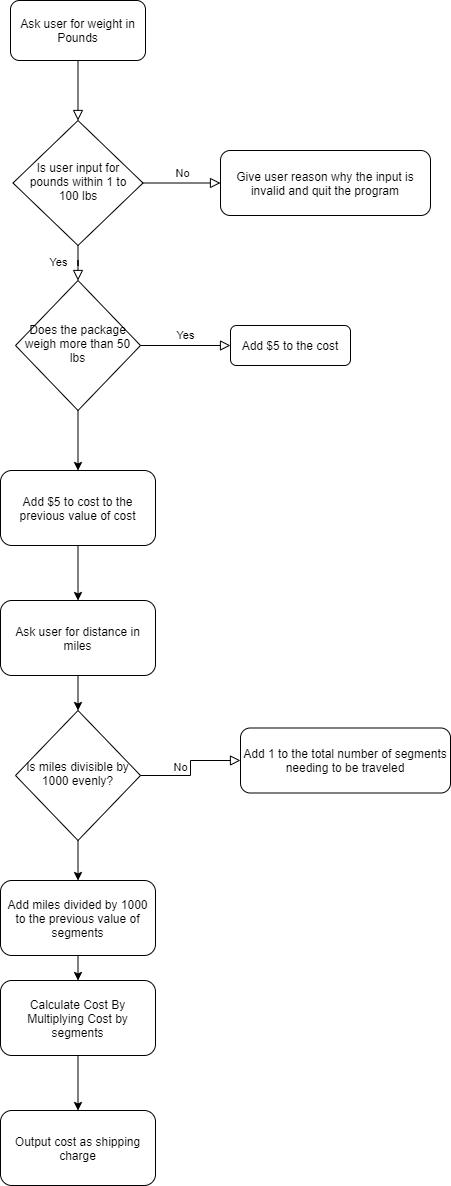 Ask user for weight in
Pounds
Is user input for
pounds within 1 to
100 lbs
No
Give user reason why the input is
invalid and quit the program
Yes
Does the package
weigh more than 50
lbs
Yes
Add $5 to the cost
Add $5 to cost to the
previous value of cost
Ask user for distance in
miles
Is miles divisible by
1000 evenly?
No
Add 1 to the total number of segments
needing to be traveled
Add miles divided by 1000
to the previous value of
segments
Calculate Cost By
Multiplying Cost by
segments
Output cost as shipping
charge